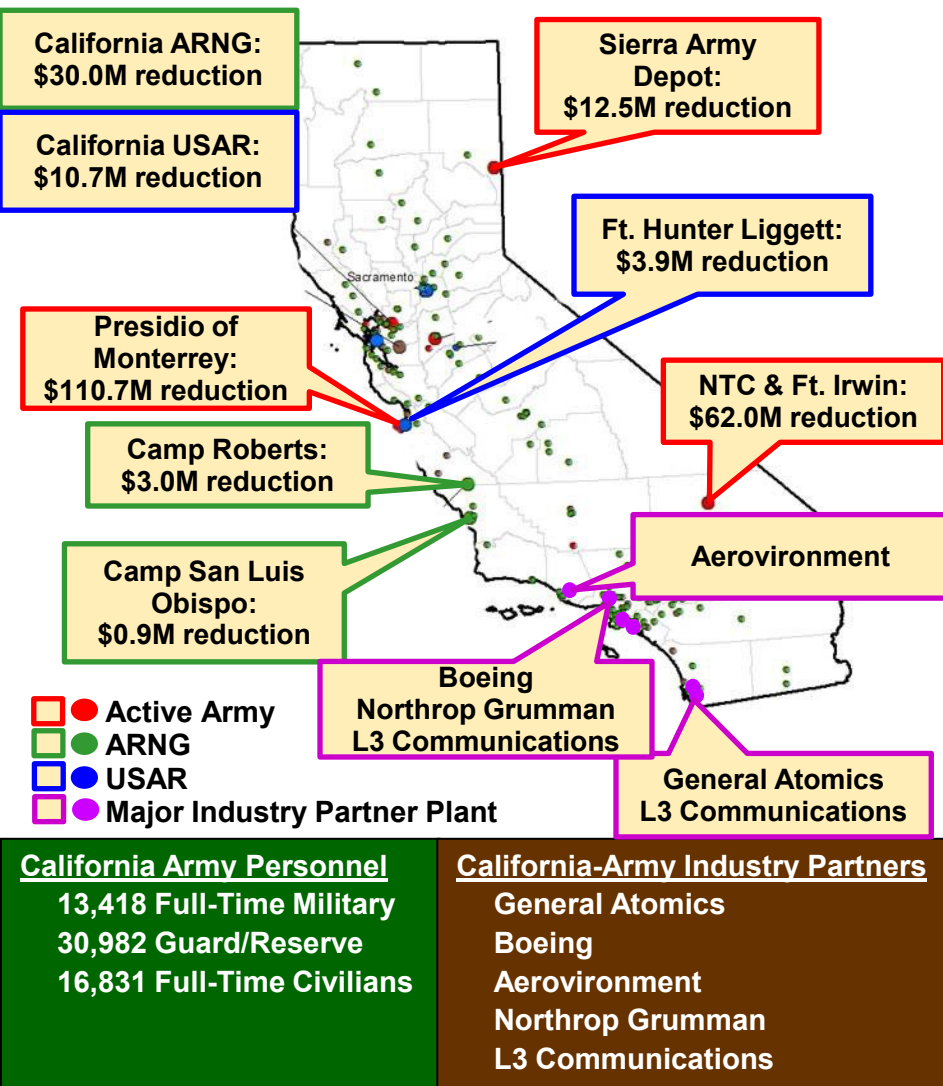 California ARNG:
$30.0M reduction
California USAR:
$10.7M reduction
Sierra Army
Depot:
$12.5M reduction
Ft. Hunter Liggett:
$3.9M reduction
Sacramento
Presidio of
Monterrey:
$110.7M reduction
NTC & Ft. Irwin:
$62.0M reduction
Camp Roberts:
$3.0M reduction
Aerovironment
Camp San Luis
Obispo:
$0.9M reduction
Boeing
Northrop Grumman
L3 Communications
General Atomics
L3 Communications
Active Army
ARNG
USAR
Major Industry Partner Plant
California Army Personnel
13,418 Full-Time Military
30,982 Guard/Reserve
16,831 Full-Time Civilians
California-Army Industry Partners
General Atomics
Boeing
Aerovironment
Northrop Grumman
L3 Communications